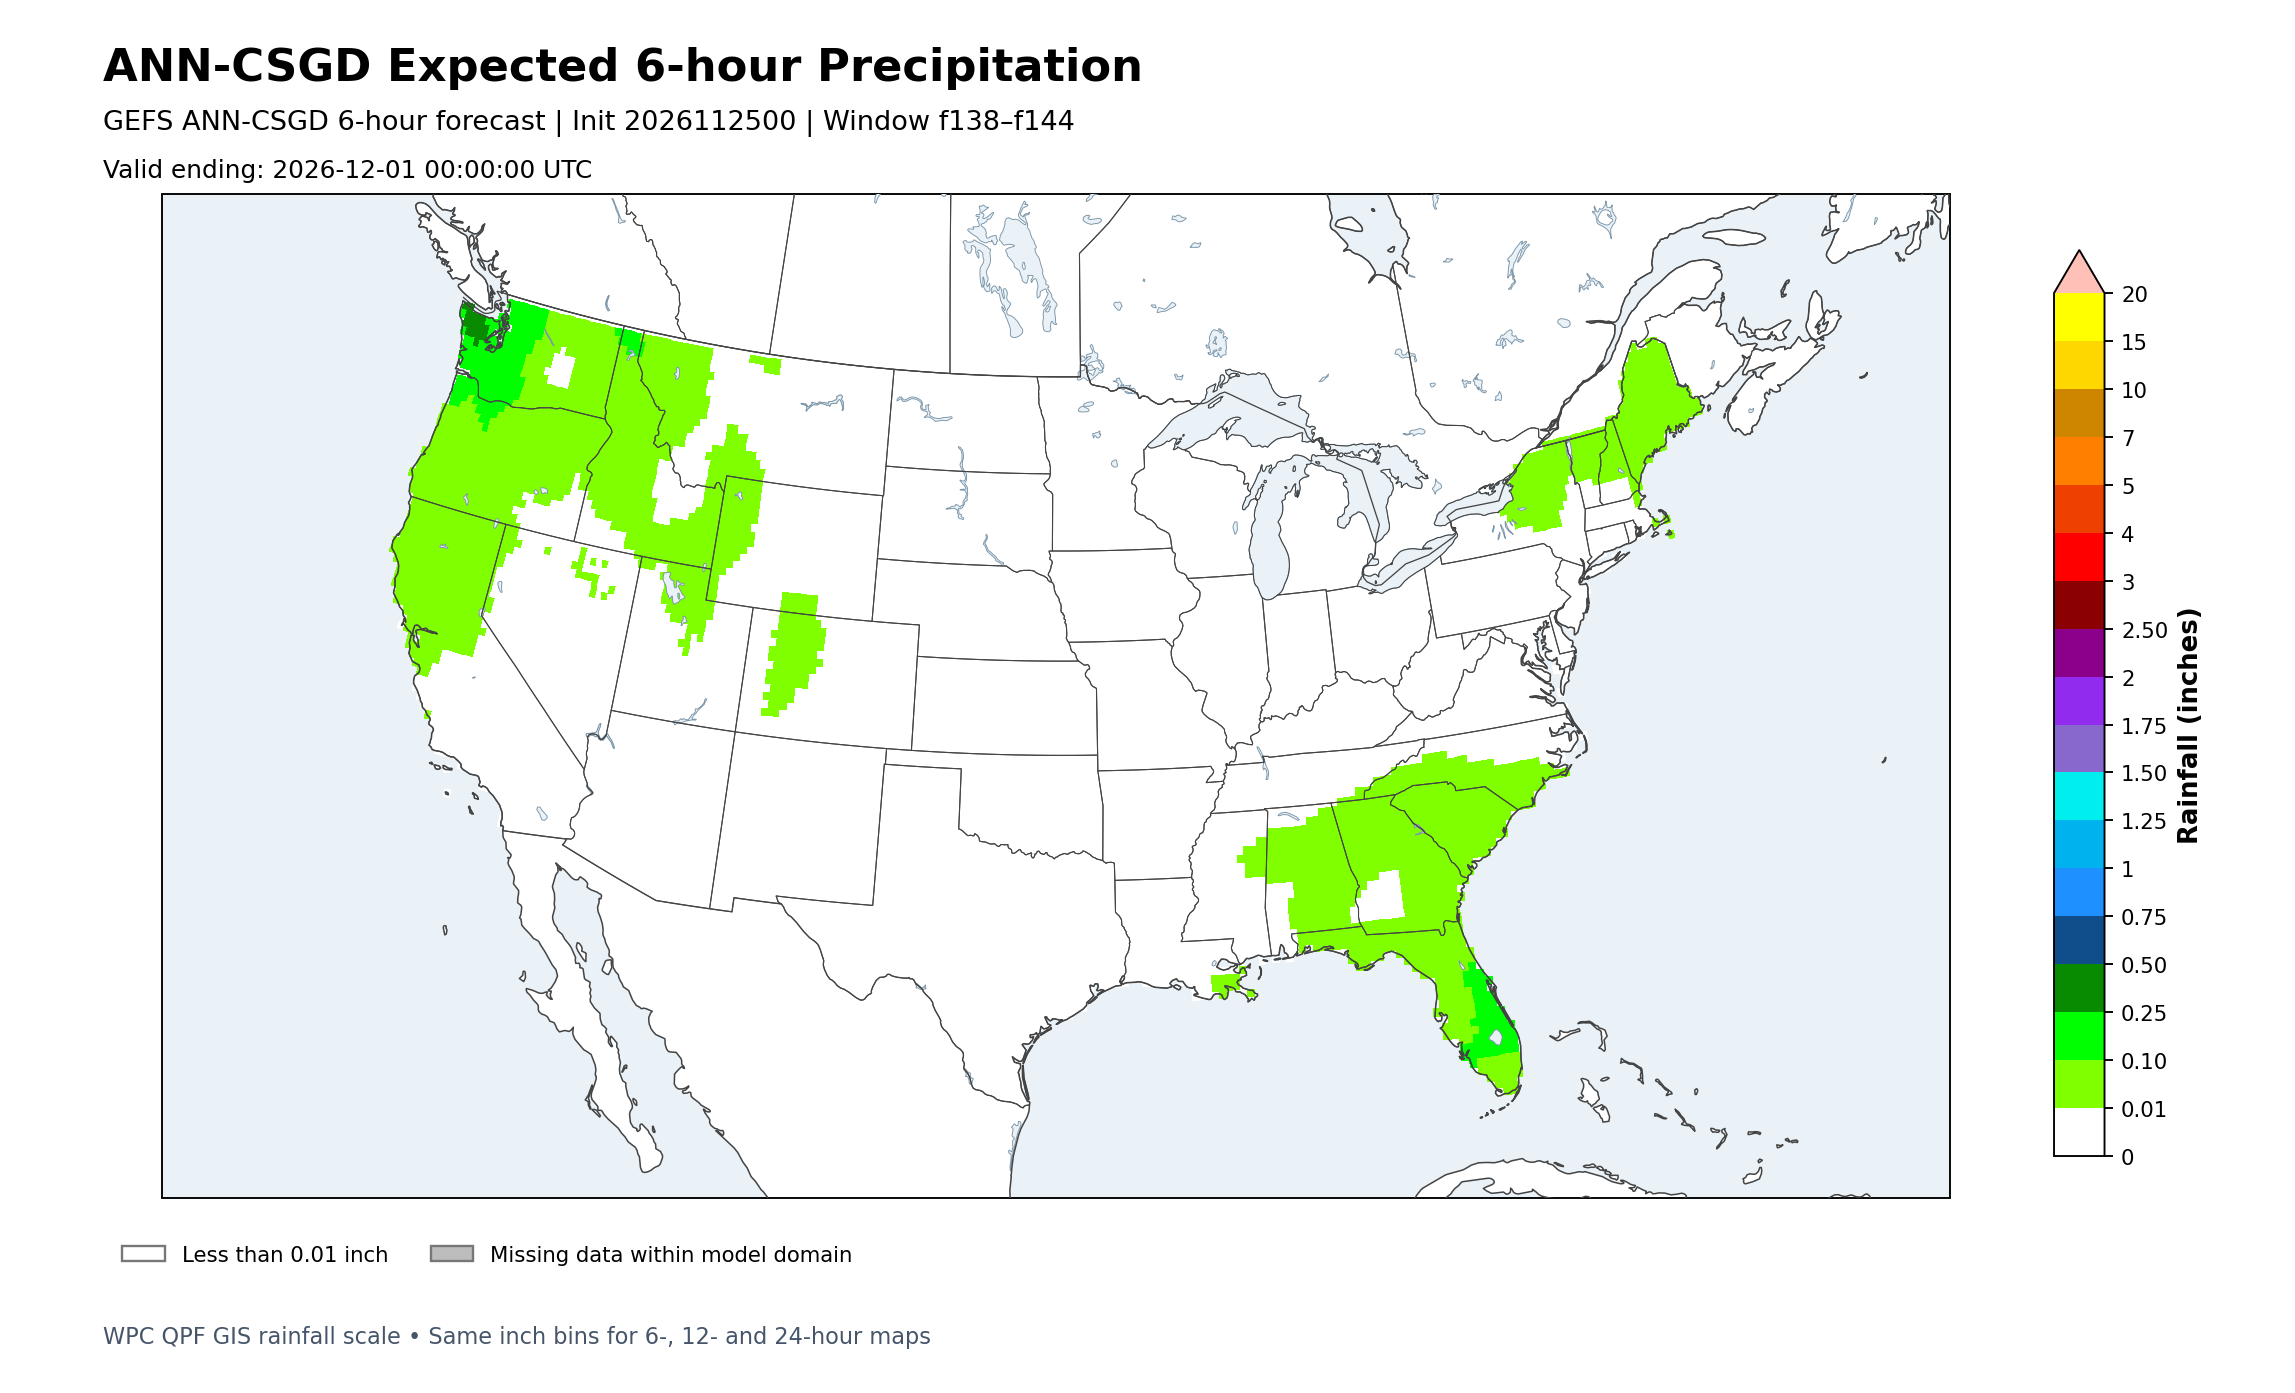 ANN-CSGD Expected 6-hour Precipitation
GEFS ANN-CSGD 6-hour forecast | Init 2026112500 | Window f138–f144
Valid ending: 2026-12-01 00:00:00 UTC
20
15
10
7
5
4
3
2.50
2
1.75
1.50
1.25
1
0.75
0.50
0.25
0.10
0.01
0
Rainfall (inches)
Less than 0.01 inch
Missing data within model domain
WPC QPF GIS rainfall scale • Same inch bins for 6-, 12- and 24-hour maps